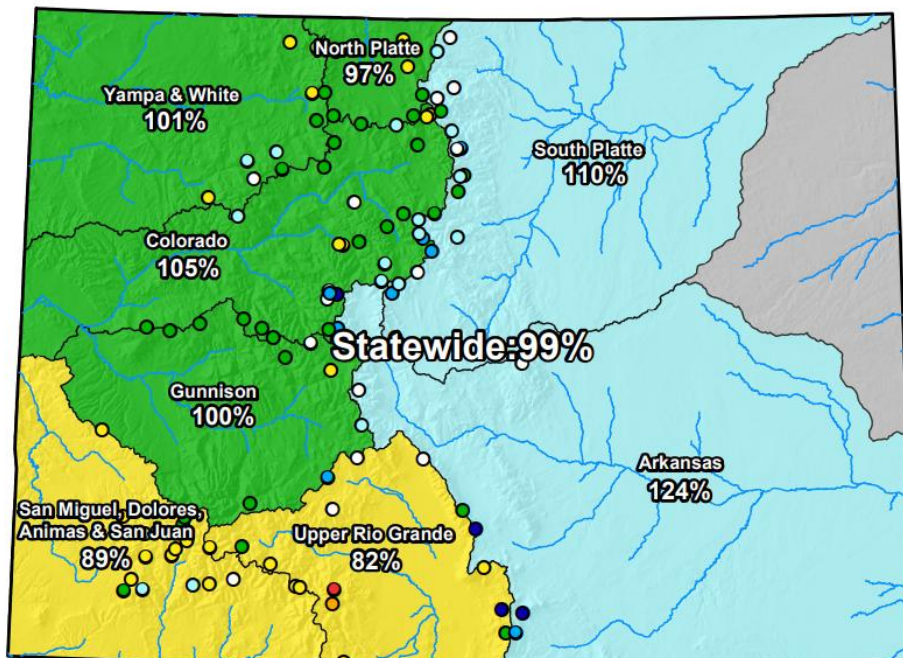 North Platte
97%
Yampa & White
101%
South Platte
110%
Colorado
105%
Statewide:99%
Gunnison
100%
Arkansas
124%
San Miguel, Dolores,
Animas & San Juan
89%
Upper Rio Grande
82%